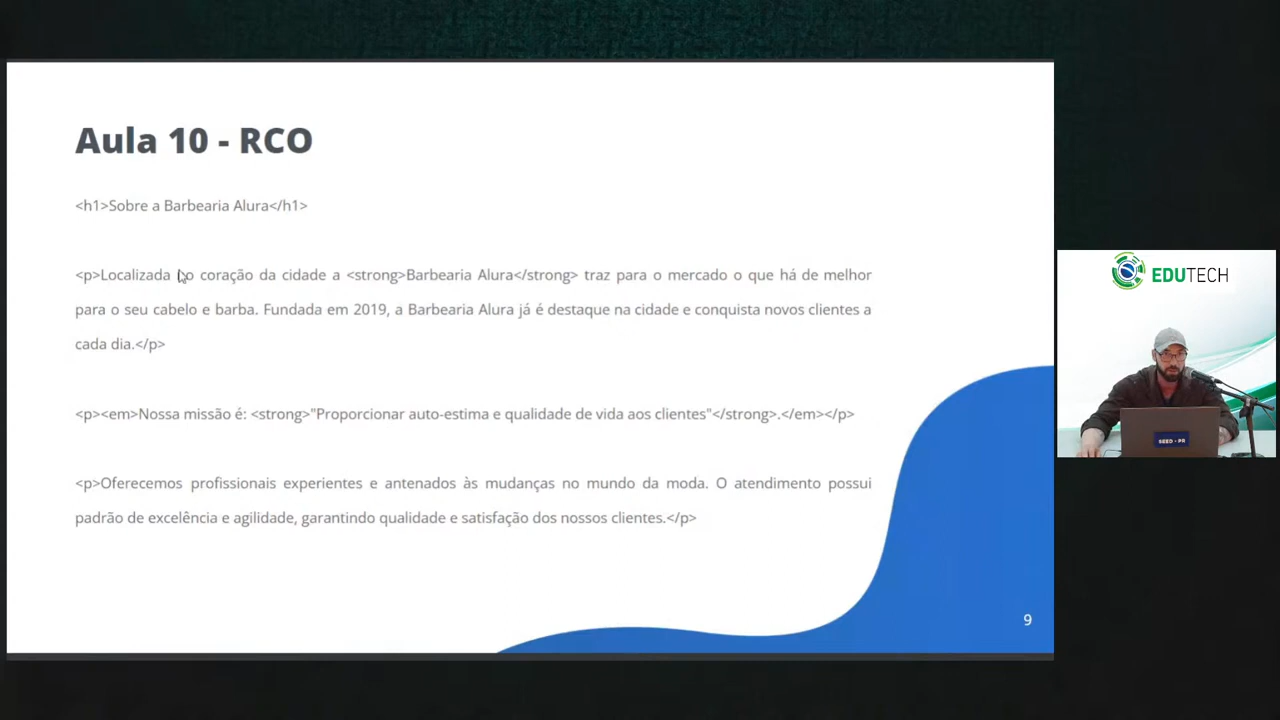 Aula 10 - RCO
<h1>Sobre a Barbearia Alura</h1>
<p>Localizada no coração da cidade a <strong>Barbearia Alura</strong> traz para o mercado o que há de melhor
para o seu cabelo e barba. Fundada em 2019, a Barbearia Alura já é destaque na cidade e conquista novos clientes a
cada dia.</p>
<p><em>Nossa missão é: <strong>"Proporcionar auto-estima e qualidade de vida aos clientes"</strong>.</em></p>
<p>Oferecemos profissionais experientes e antenados às mudanças no mundo da moda. O atendimento possui
padrão de excelência e agilidade, garantindo qualidade e satisfação dos nossos clientes.</p>
9
EDUTECH
SEED - PR